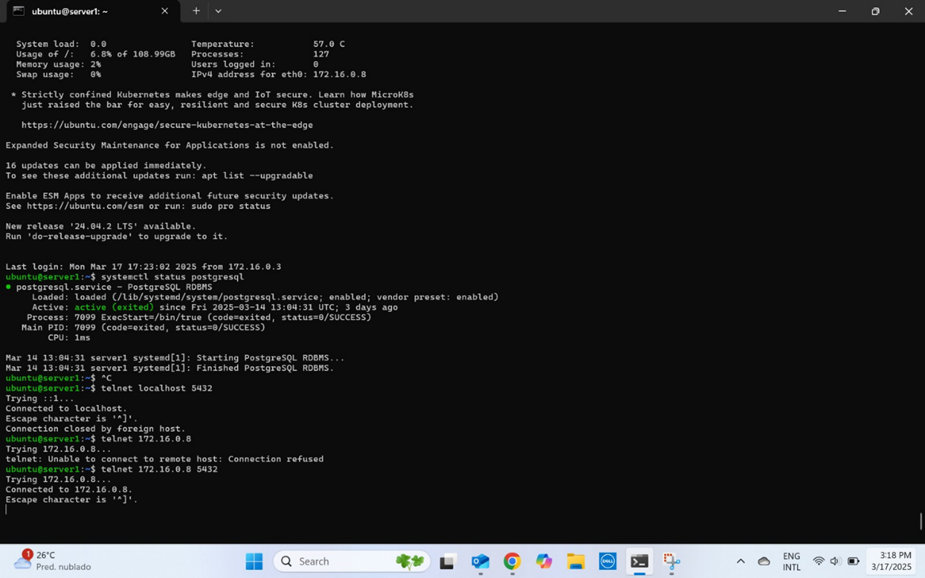 ubuntu@server1: ~
System load: 0.0 Temperature: 57.0 C
Usage of /: 6.8% of 108.99GB Processes: 127
Memory usage: 2% Users logged in: 0
Swap usage: 0% IPv4 address for eth0: 172.16.0.8
* Strictly confined Kubernetes makes edge and IoT secure. Learn how MicroK8s
just raised the bar for easy, resilient and secure K8s cluster deployment.
https://ubuntu.com/engage/secure-kubernetes-at-the-edge
Expanded Security Maintenance for Applications is not enabled.
16 updates can be applied immediately.
To see these additional updates run: apt list --upgradable
Enable ESM Apps to receive additional future security updates.
See https://ubuntu.com/esm or run: sudo pro status
New release '24.04.2 LTS' available.
Run 'do-release-upgrade' to upgrade to it.
Last login: Mon Mar 17 17:23:02 2025 from 172.16.0.3
ubuntu@server1:~$ systemctl status postgresql
● postgresql.service - PostgreSQL RDBMS
Loaded: loaded (/lib/systemd/system/postgresql.service; enabled; vendor preset: enabled)
Active: active (exited) since Fri 2025-03-14 13:04:31 UTC; 3 days ago
Process: 7099 ExecStart=/bin/true (code=exited, status=0/SUCCESS)
Main PID: 7099 (code=exited, status=0/SUCCESS)
CPU: 1ms
Mar 14 13:04:31 server1 systemd[1]: Starting PostgreSQL RDBMS...
Mar 14 13:04:31 server1 systemd[1]: Finished PostgreSQL RDBMS.
ubuntu@server1:~$ ^C
ubuntu@server1:~$ telnet localhost 5432
Trying ::1...
Connected to localhost.
Escape character is '^]'.
Connection closed by foreign host.
ubuntu@server1:~$ telnet 172.16.0.8
Trying 172.16.0.8...
telnet: Unable to connect to remote host: Connection refused
ubuntu@server1:~$ telnet 172.16.0.8 5432
Trying 172.16.0.8...
Connected to 172.16.0.8.
Escape character is '^]'.
1
26°C
Pred. nublado
Search
DELL
ENG
INTL
3:18 PM
3/17/2025